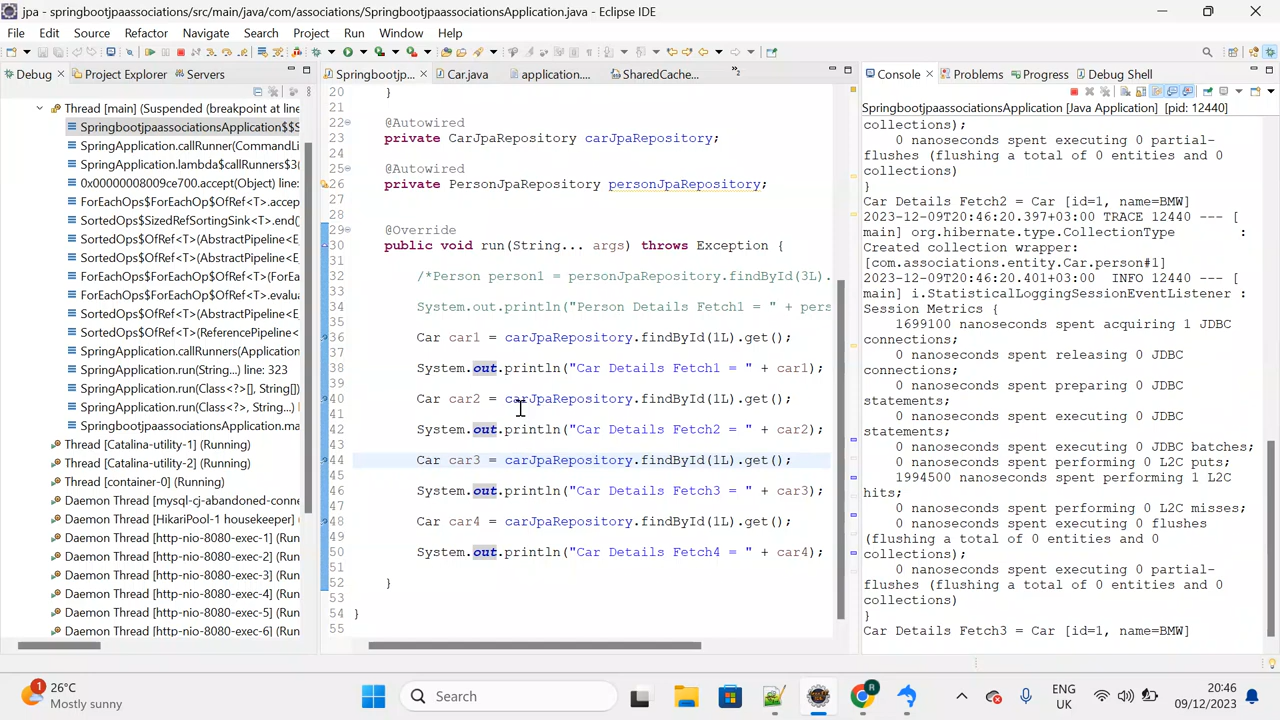 jpa - springbootjpaassociations/src/main/java/com/associations/SpringbootjpaassociationsApplication.java - Eclipse IDE
File Edit Source Refactor Navigate Search Project Run Window Help
Debug Project Explorer Servers
Thread [main] (Suspended (breakpoint at line
SpringbootjpaassociationsApplication$$S
SpringApplication.callRunner(CommandLi
SpringApplication.lambda$callRunners$3(
0x00000000809ce700.accept(Object) line:
ForEachOps$ForEachOp$OfRef<T>.acce
SortedOps$SizedRefSortingSink<T>.end
SortedOps$OfRef<T>(AbstractPipeline<E
SortedOps$OfRef<T>(AbstractPipeline<E
ForEachOps$ForEachOp$OfRef<T>(ForE
ForEachOps$ForEachOp$OfRef<T>.evalua
SortedOps$OfRef<T>(AbstractPipeline<E
SortedOps$OfRef<T>(ReferencePipeline<
SpringApplication.callRunners(Applicatio
SpringApplication.run(String...) line: 323
SpringApplication.run(Class<?>[], String[])
SpringApplication.run(Class<?>, String...)
SpringbootjpaassociationsApplication.ma
Thread [Catalina-utility-1] (Running)
Thread [Catalina-utility-2] (Running)
Thread [container-0] (Running)
Daemon Thread [mysql-cj-abandoned-conne
Daemon Thread [HikariPool-1 housekeeper] (
Daemon Thread [http-nio-8080-exec-1] (Run
Daemon Thread [http-nio-8080-exec-2] (Run
Daemon Thread [http-nio-8080-exec-3] (Run
Daemon Thread [http-nio-8080-exec-4] (Run
Daemon Thread [http-nio-8080-exec-5] (Run
Daemon Thread [http-nio-8080-exec-6] (Run
Springbootjp... Car.java application.... SharedCache...
20 }
21
22 @Autowired
23 private CarJpaRepository carJpaRepository;
24
25 @Autowired
26 private PersonJpaRepository personJpaRepository;
27
28
29 @Override
30 public void run(String... args) throws Exception {
31
32 /*Person person1 = personJpaRepository.findById(3L).
33
34 System.out.println("Person Details Fetch1 = " + pers
35
36 Car car1 = carJpaRepository.findById(1L).get();
37
38 System.out.println("Car Details Fetch1 = " + car1);
39
40 Car car2 = carJpaRepository.findById(1L).get();
41
42 System.out.println("Car Details Fetch2 = " + car2);
43
44 Car car3 = carJpaRepository.findById(1L).get();
45
46 System.out.println("Car Details Fetch3 = " + car3);
47
48 Car car4 = carJpaRepository.findById(1L).get();
49
50 System.out.println("Car Details Fetch4 = " + car4);
51
52 }
53
54 }
55
Console Problems Progress Debug Shell
SpringbootjpaassociationsApplication [Java Application] [pid: 12440]
collections);
0 nanoseconds spent executing 0 partial-
flushes (flushing a total of 0 entities and 0
collections)
}
Car Details Fetch2 = Car [id=1, name=BMW]
2023-12-09T20:46:20.397+03:00 TRACE 12440 --- [
main] org.hibernate.type.CollectionType :
Created collection wrapper:
[com.associations.entity.Car.person#1]
2023-12-09T20:46:20.401+03:00 INFO 12440 --- [
main] i.StatisticalLoggingSessionEventListener :
Session Metrics {
1699100 nanoseconds spent acquiring 1 JDBC
connections;
0 nanoseconds spent releasing 0 JDBC
connections;
0 nanoseconds spent preparing 0 JDBC
statements;
0 nanoseconds spent executing 0 JDBC
statements;
0 nanoseconds spent executing 0 JDBC batches;
0 nanoseconds spent performing 0 L2C puts;
1994500 nanoseconds spent performing 1 L2C
hits;
0 nanoseconds spent performing 0 L2C misses;
0 nanoseconds spent executing 0 flushes
(flushing a total of 0 entities and 0
collections);
0 nanoseconds spent executing 0 partial-
flushes (flushing a total of 0 entities and 0
collections)
}
Car Details Fetch3 = Car [id=1, name=BMW]
1
26°C
Mostly sunny
Search
R
ENG
UK
20:46
09/12/2023